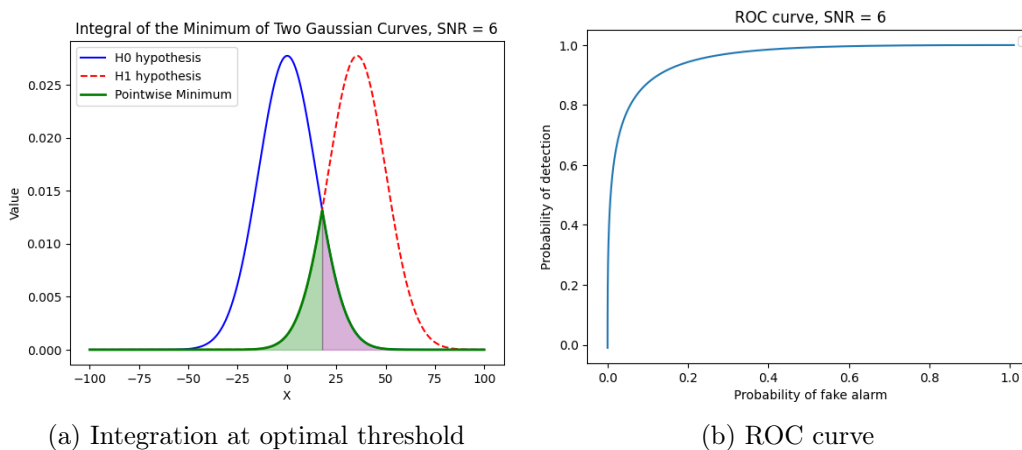 Integral of the Minimum of Two Gaussian Curves, SNR = 6
H0 hypothesis
H1 hypothesis
Pointwise Minimum
Value
0.025
0.020
0.015
0.010
0.005
0.000
−100
−75
−50
−25
0
25
50
75
100
X
(a) Integration at optimal threshold
ROC curve, SNR = 6
Probability of detection
1.0
0.8
0.6
0.4
0.2
0.0
0.0
0.2
0.4
0.6
0.8
1.0
Probability of fake alarm
(b) ROC curve